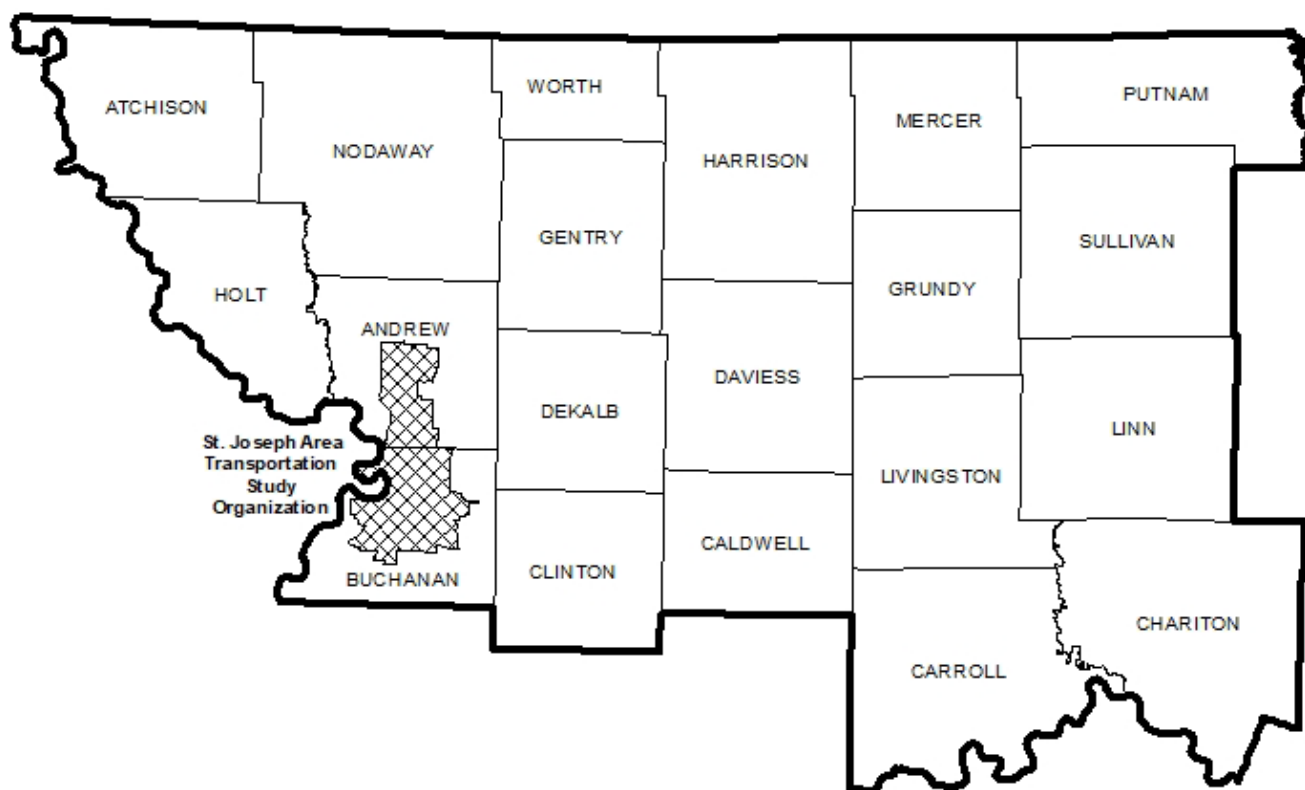 WORTH
PUTNAM
ATCHISON
MERCER
NODAWAY
HARRISON
GENTRY
SULLIVAN
HOLT
GRUNDY
ANDREW
DAVIESS
DEKALB
LINN
St. Joseph Area
Transportation
Study
Organization
LIVINGSTON
CALDWELL
CLINTON
BUCHANAN
CHARITON
CARROLL